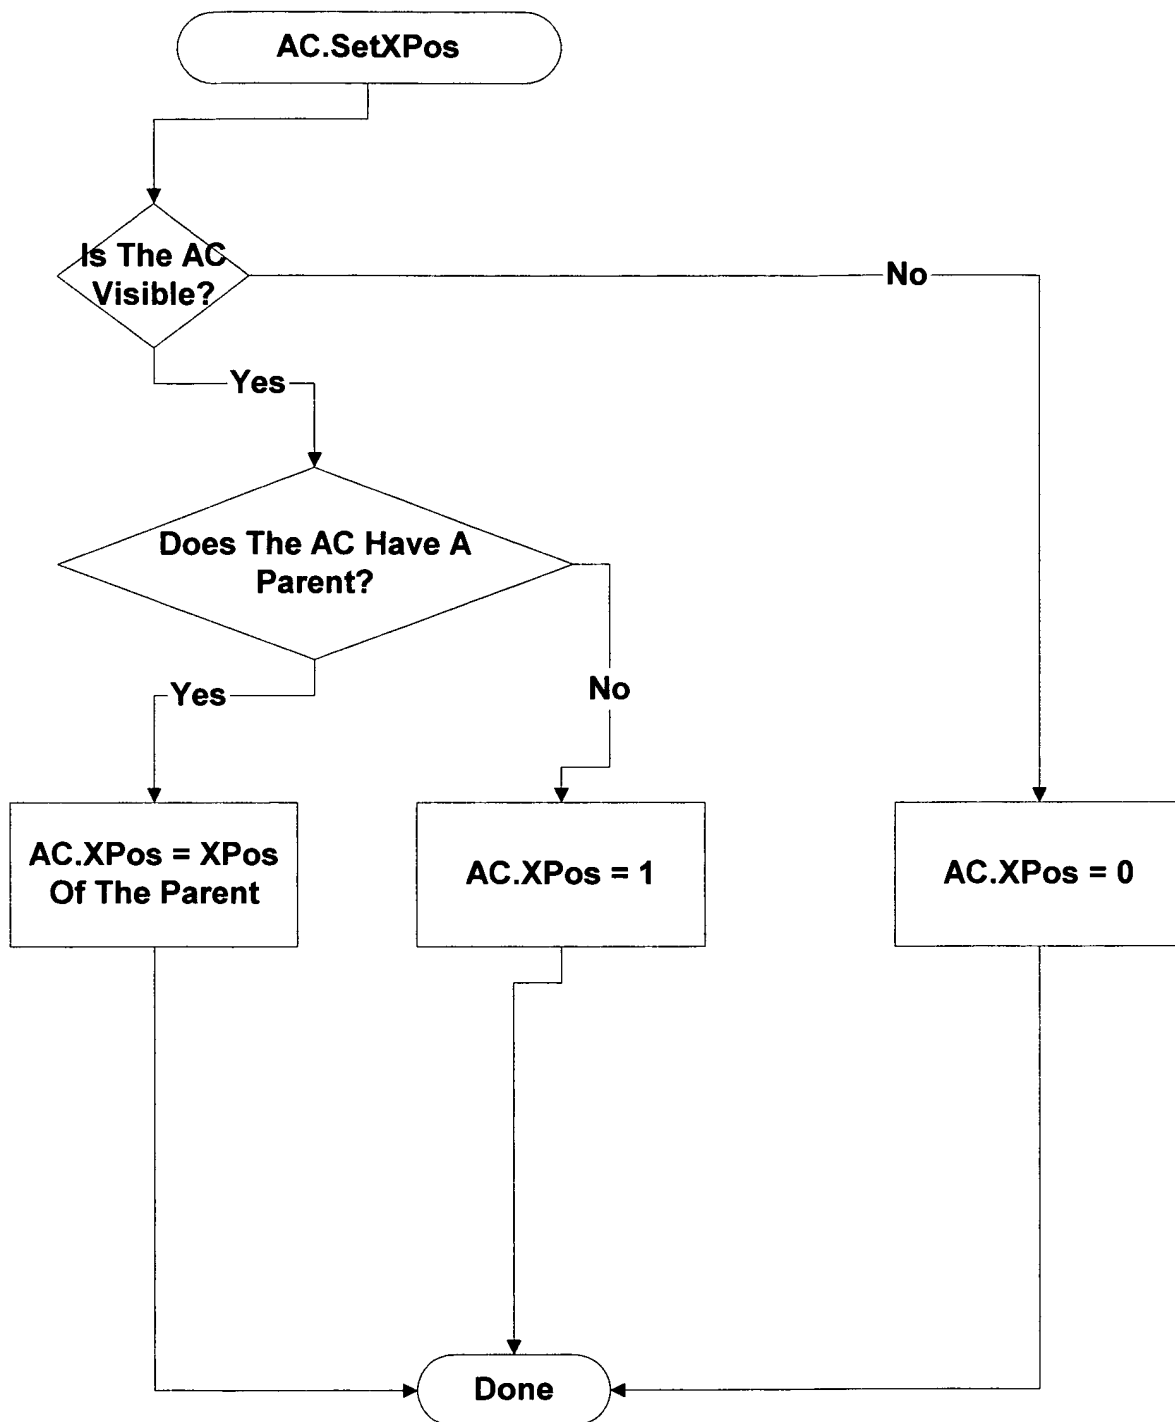 AC.SetXPos
Is The AC
Visible?
No
Yes
Does The AC Have A
Parent?
Yes
No
AC.XPos = XPos
Of The Parent
AC.XPos = 1
AC.XPos = 0
Done